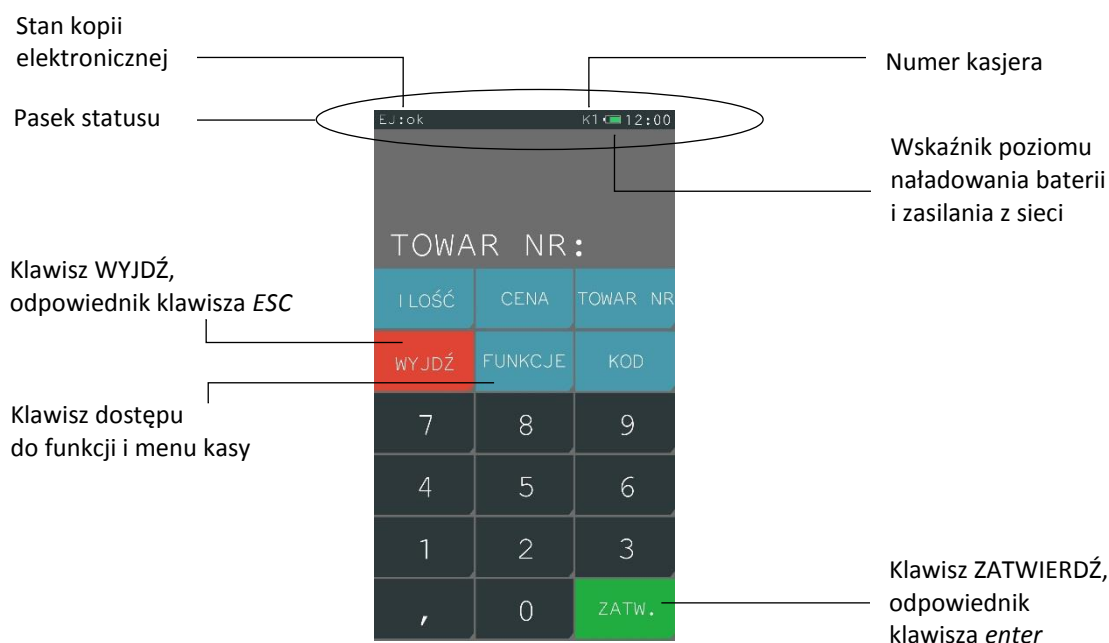 Stan kopii
elektronicznej
Numer kasjera
Pasek statusu
EJ:ok
K1 12:00
Wskaźnik poziomu
naładowania baterii
i zasilania z sieci
TOWAR NR:
Klawisz WYJDŹ,
odpowiednik klawisza ESC
ILOŚĆ CENA TOWAR NR
WYJDŹ FUNKCJE KOD
Klawisz dostępu
do funkcji i menu kasy
7 8 9
4 5 6
1 2 3
, 0 ZATW.
Klawisz ZATWIERDŹ,
odpowiednik
klawisza enter